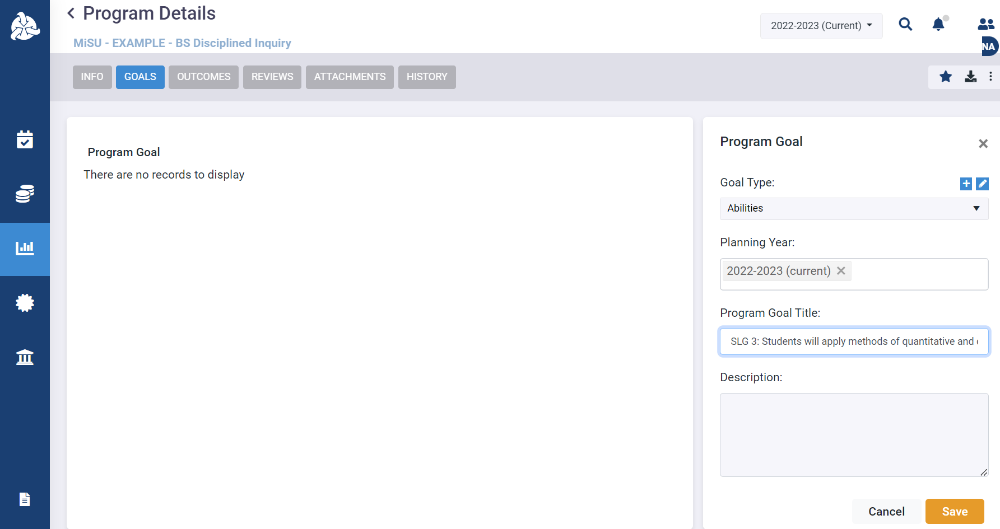 Program Details
2022-2023 (Current)
MiSU - EXAMPLE - BS Disciplined Inquiry
NA
INFO
GOALS
OUTCOMES
REVIEWS
ATTACHMENTS
HISTORY
Program Goal
There are no records to display
Program Goal
Goal Type:
Abilities
Planning Year:
2022-2023 (current)
Program Goal Title:
SLG 3: Students will apply methods of quantitative and
Description:
Cancel
Save